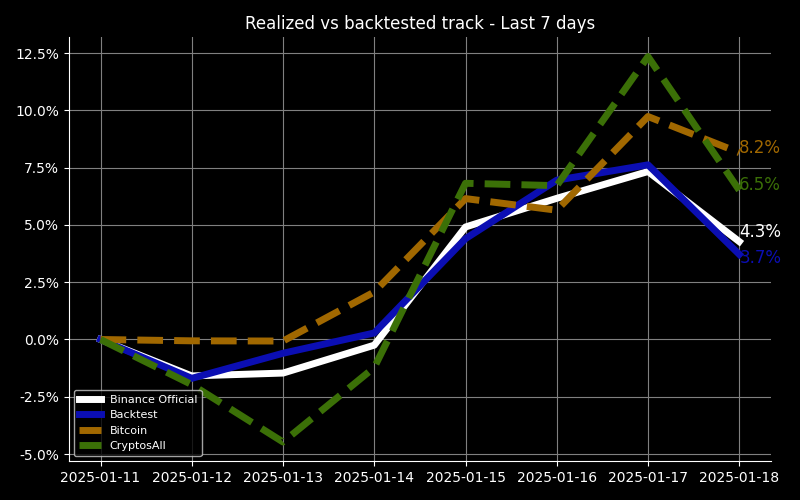 Realized vs backtested track - Last 7 days
12.5%
10.0%
7.5%
5.0%
2.5%
0.0%
-2.5%
-5.0%
8.2%
6.5%
4.3%
3.7%
Binance Official
Backtest
Bitcoin
CryptosAll
2025-01-11 2025-01-12 2025-01-13 2025-01-14 2025-01-15 2025-01-16 2025-01-17 2025-01-18